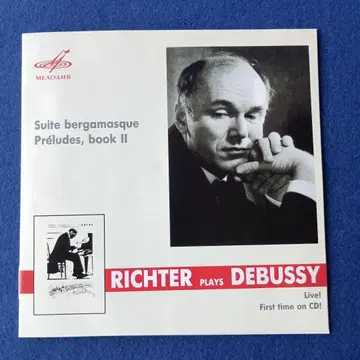 МЕЛОДИЯ
Suite bergamasque
Préludes, book II
RICHTER PLAYS DEBUSSY
Live!
First time on CD!